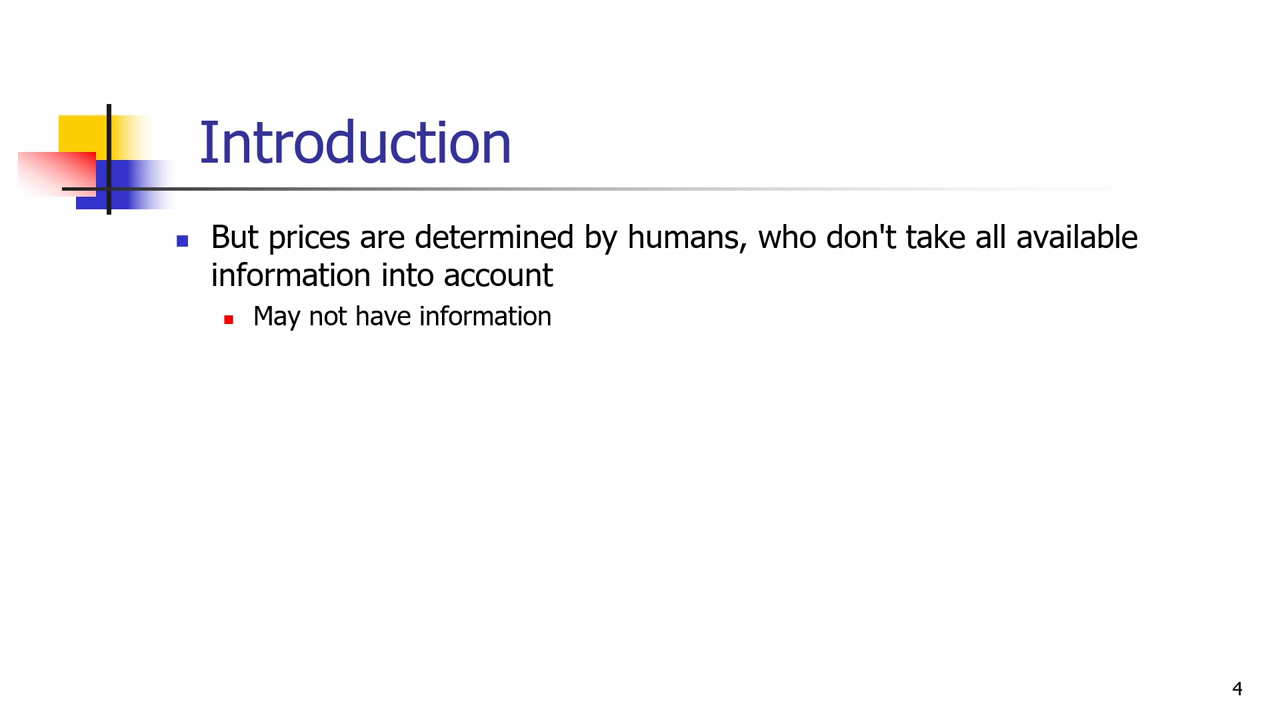 Introduction
But prices are determined by humans, who don't take all available
information into account
May not have information
4